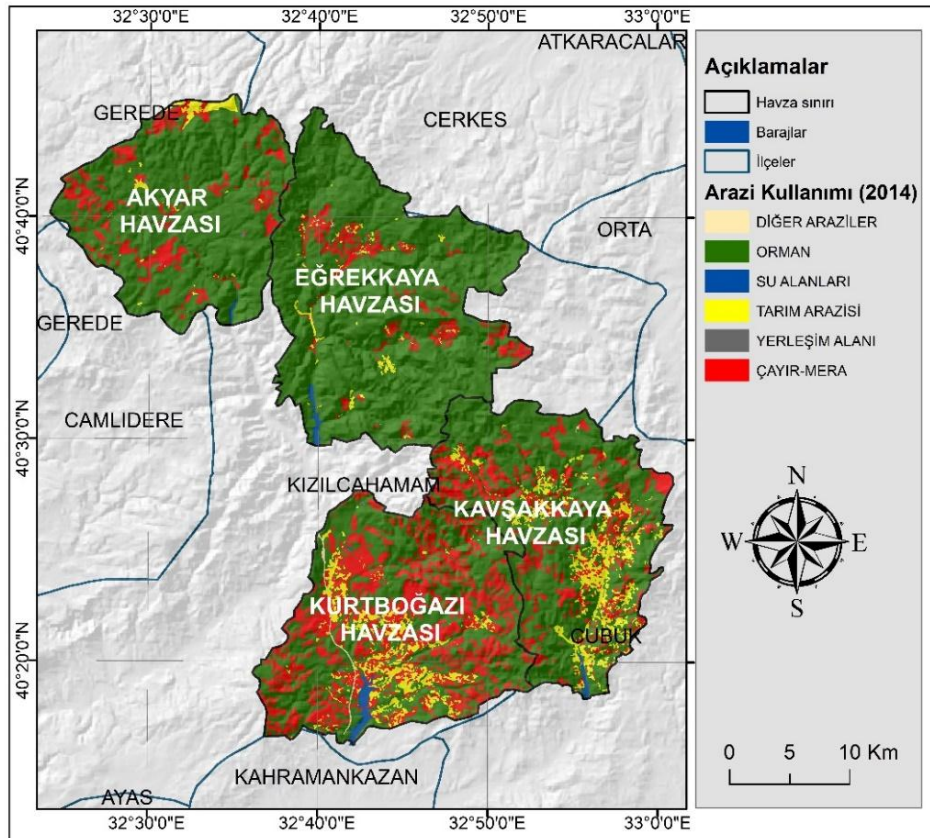 32°30'0"E 32°40'0"E 32°50'0"E 33°0'0"E
ATKARACALAR
GEREDE
CERKES
AKYAR
HAVZASI
ORTA
EĞREKKAYA
HAVZASI
GEREDE
CAMLIDERE
KIZILCAHAMAM
KAVŞAKKAYA
HAVZASI
KURTBOĞAZI
HAVZASI
CUBUK
KAHRAMANKAZAN
AYAS
40°40'0"N
40°30'0"N
40°20'0"N
32°30'0"E 32°40'0"E 32°50'0"E 33°0'0"E
Açıklamalar
Havza sınırı
Barajlar
İlçeler
Arazi Kullanımı (2014)
DİĞER ARAZİLER
ORMAN
SU ALANLARI
TARIM ARAZİSİ
YERLEŞİM ALANI
ÇAYIR-MERA
N
W E
S
0 5 10 Km